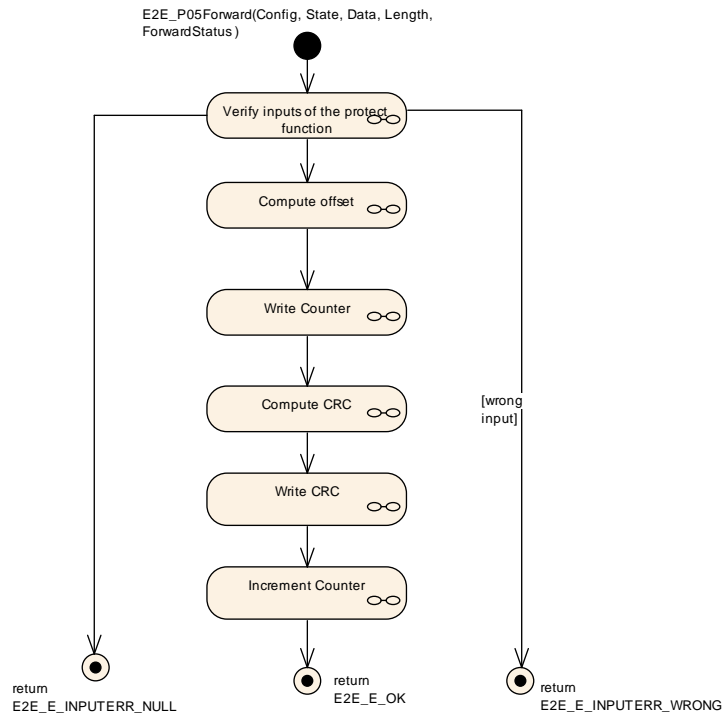 E2E_P05Forward(Config, State, Data, Length,
ForwardStatus)
Verify inputs of the protect
function
Compute offset
Write Counter
Compute CRC
[wrong
input]
Write CRC
Increment Counter
return
E2E_E_INPUTERR_NULL
return
E2E_E_OK
return
E2E_E_INPUTERR_WRONG